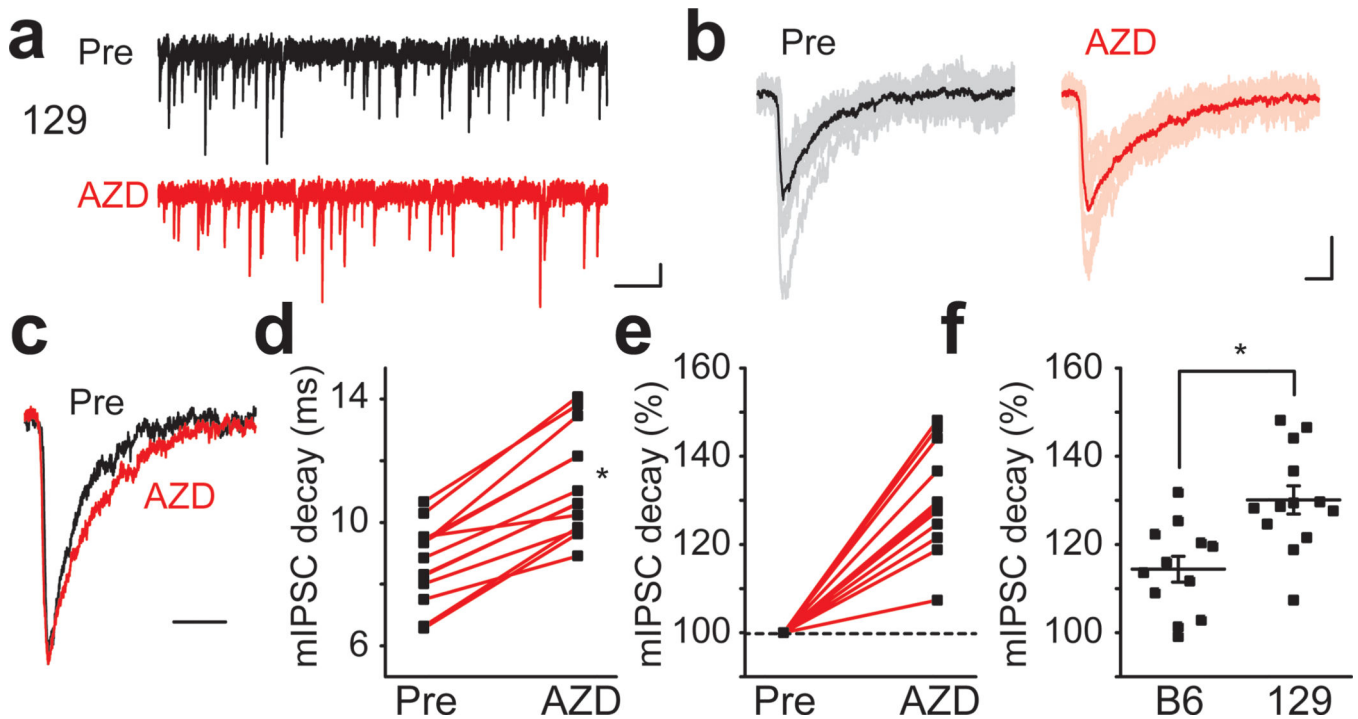 a
Pre
129
AZD
b
Pre
AZD
c
Pre
AZD
d
mIPSC decay (ms)
14
10
6
Pre AZD
*
e
mIPSC decay (%)
160
140
120
100
Pre AZD
f
mIPSC decay (%)
160
140
120
100
*
B6 129